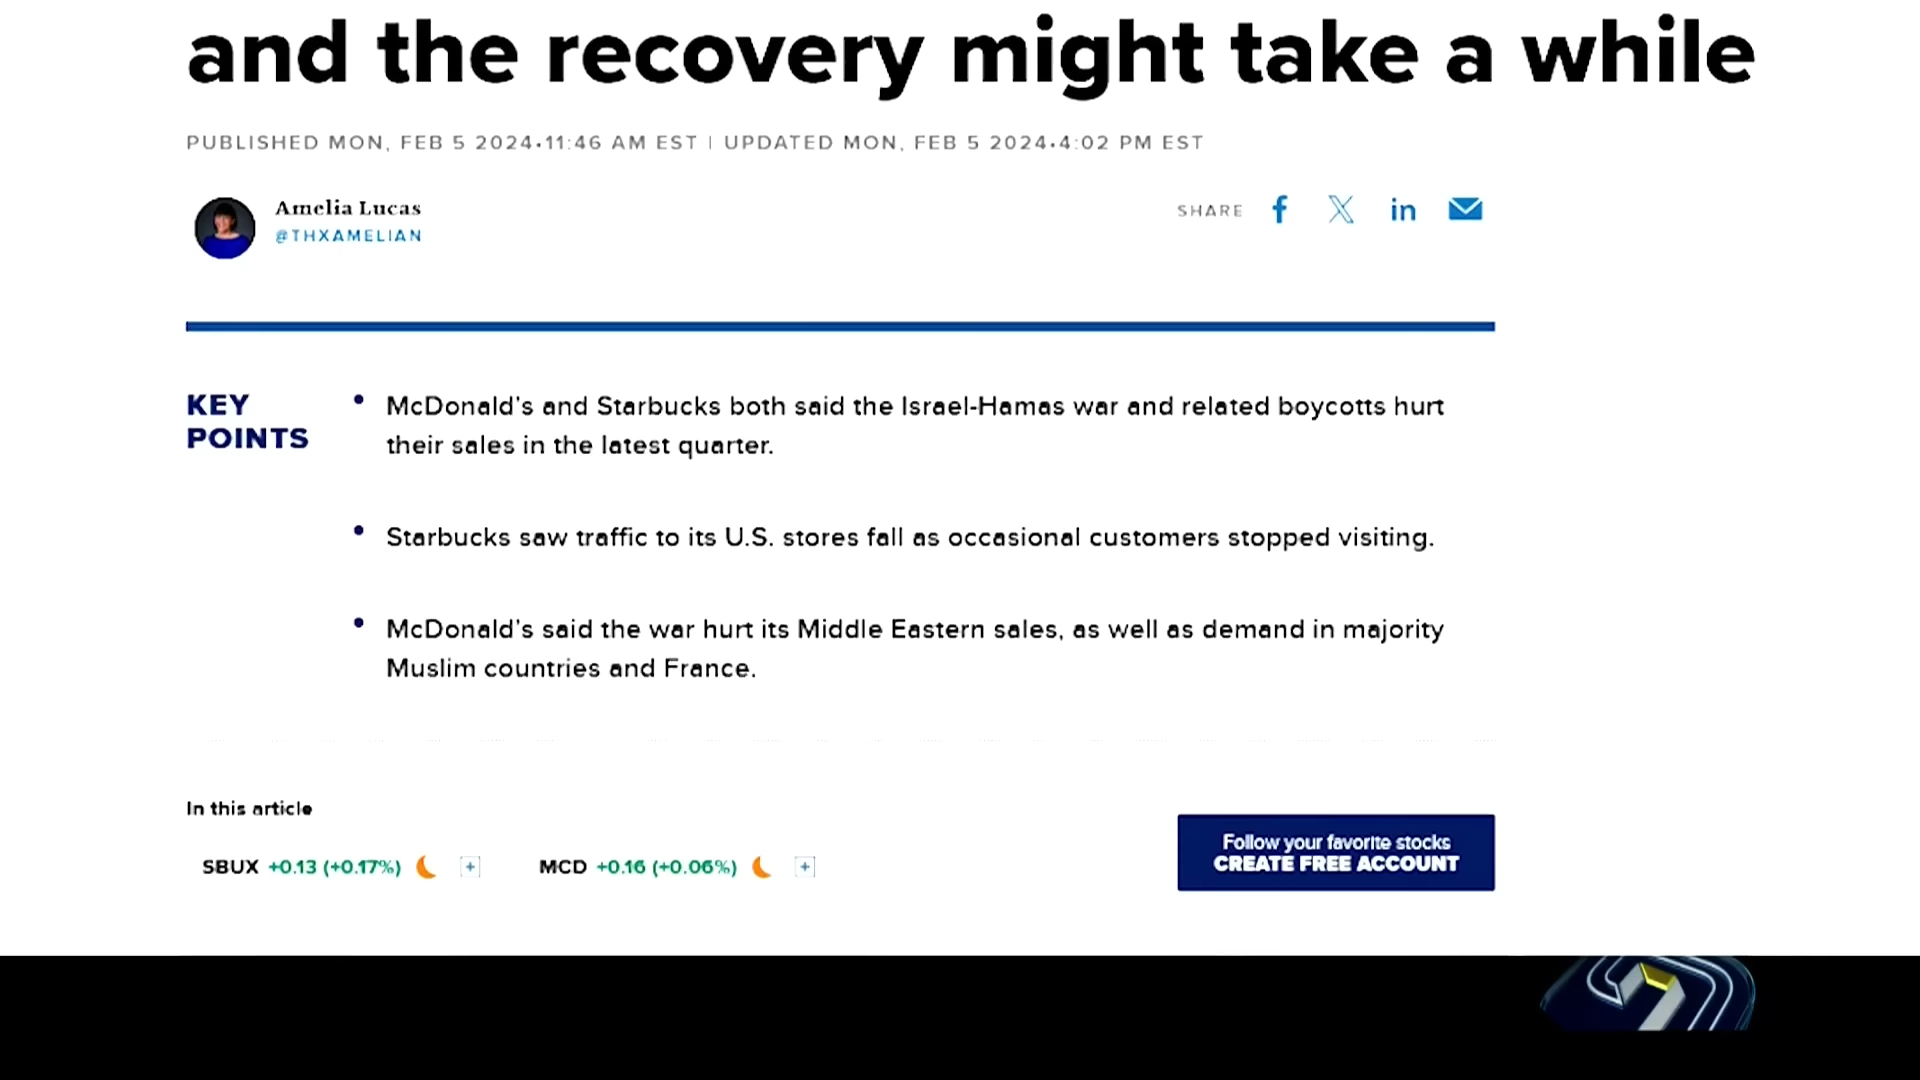 and the recovery might take a while
PUBLISHED MON, FEB 5 2024•11:46 AM EST | UPDATED MON, FEB 5 2024•4:02 PM EST
Amelia Lucas
@THXAMELIAN
SHARE
KEY
POINTS
• McDonald's and Starbucks both said the Israel-Hamas war and related boycotts hurt
their sales in the latest quarter.
• Starbucks saw traffic to its U.S. stores fall as occasional customers stopped visiting.
• McDonald's said the war hurt its Middle Eastern sales, as well as demand in majority
Muslim countries and France.
In this article
SBUX +0.13 (+0.17%) + MCD +0.16 (+0.06%) +
Follow your favorite stocks
CREATE FREE ACCOUNT